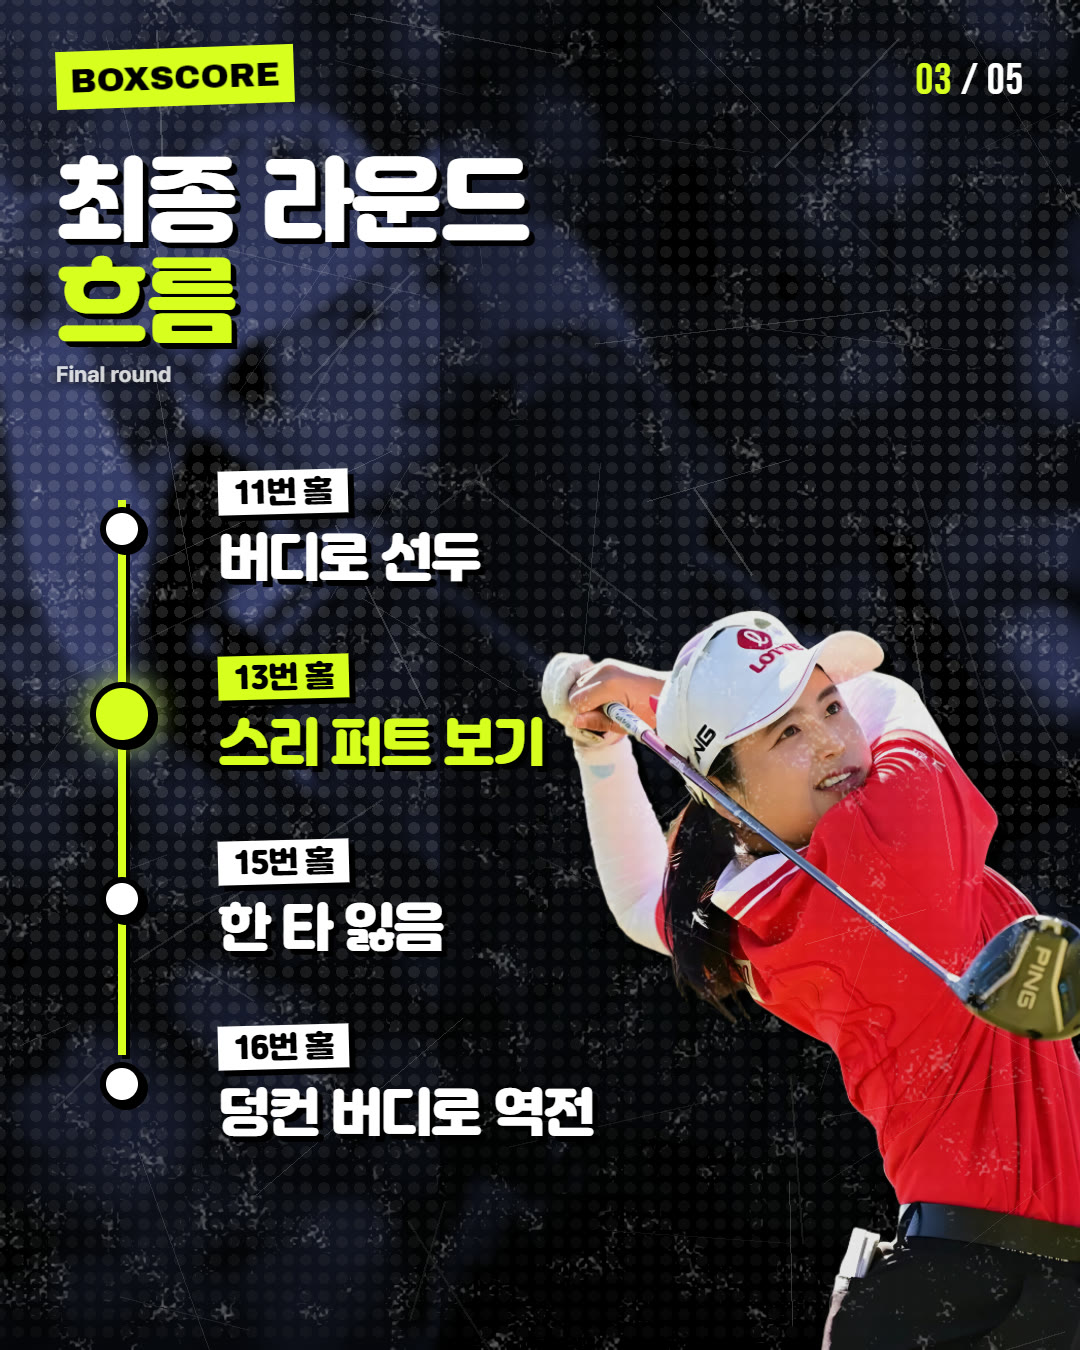 BOXSCORE
03 / 05
최종 라운드
흐름
Final round
11번 홀
버디로 선두
13번 홀
스리 퍼트 보기
15번 홀
한 타 잃음
16번 홀
덩컨 버디로 역전
LOTTE
PING